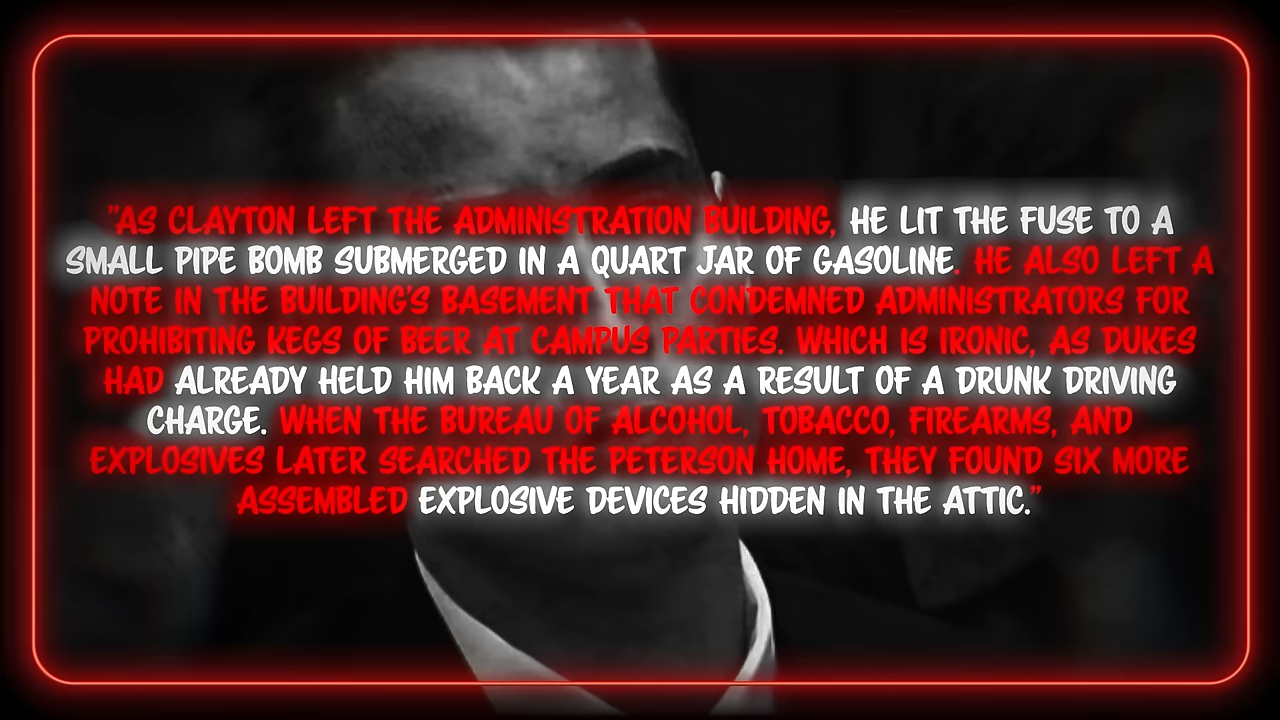 "AS CLAYTON LEFT THE ADMINISTRATION BUILDING, HE LIT THE FUSE TO A
SMALL PIPE BOMB SUBMERGED IN A QUART JAR OF GASOLINE. HE ALSO LEFT A
NOTE IN THE BUILDING'S BASEMENT THAT CONDEMNED ADMINISTRATORS FOR
PROHIBITING KEGS OF BEER AT CAMPUS PARTIES. WHICH IS IRONIC, AS DUKES
HAD ALREADY HELD HIM BACK A YEAR AS A RESULT OF A DRUNK DRIVING
CHARGE. WHEN THE BUREAU OF ALCOHOL, TOBACCO, FIREARMS, AND
EXPLOSIVES LATER SEARCHED THE PETERSON HOME, THEY FOUND SIX MORE
ASSEMBLED EXPLOSIVE DEVICES HIDDEN IN THE ATTIC."